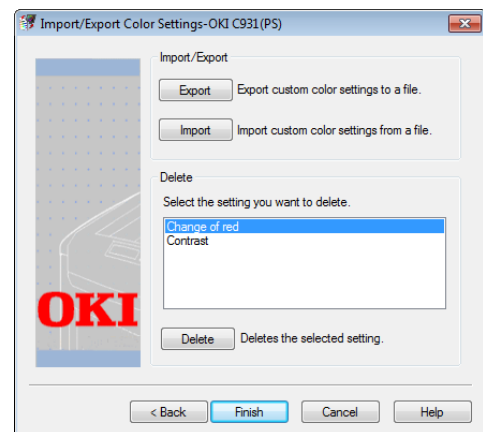 Import/Export Color Settings-OKI C931(PS)
Import/Export
Export Export custom color settings to a file.
Import Import custom color settings from a file.
Delete
Select the setting you want to delete.
Change of red
Contrast
OKI
Delete Deletes the selected setting.
< Back Finish Cancel Help